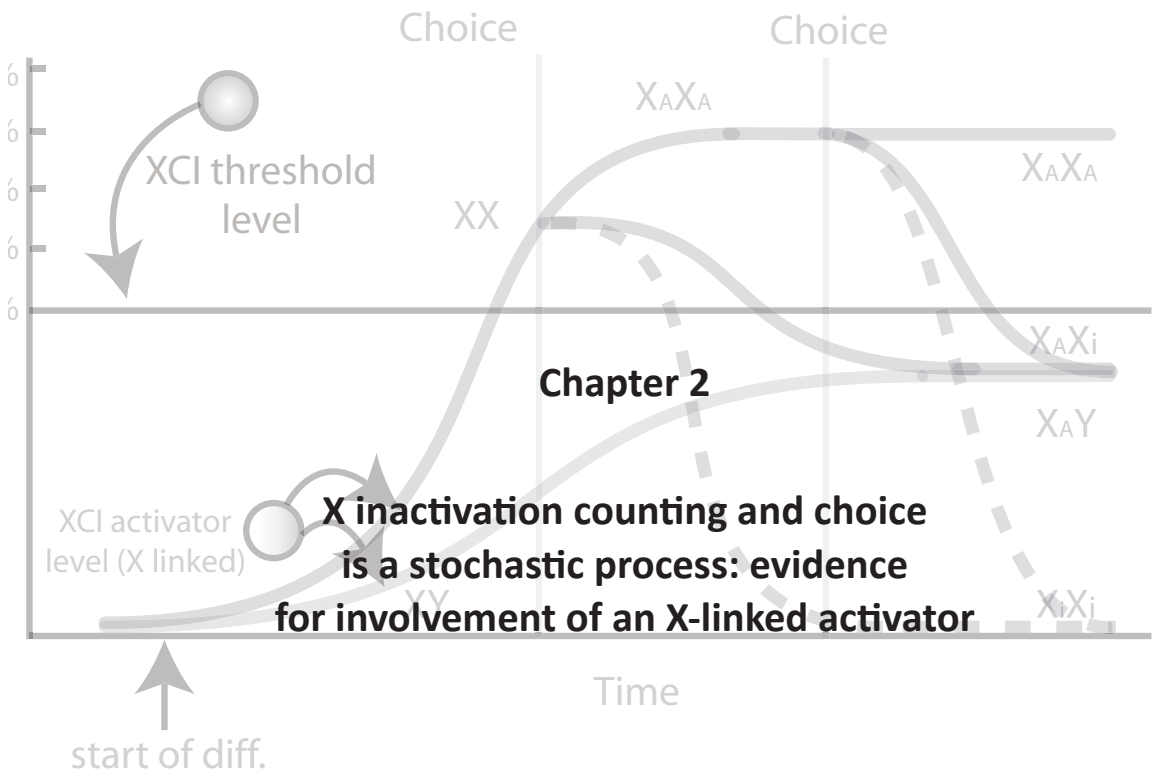 Choice
Choice
%
XAXA
%
XCI threshold
level
XAXA
%
XX
%
%
XAXi
Chapter 2
XAY
XCI activator
level (X linked)
X inactivation counting and choice
is a stochastic process: evidence
XY
XiXi
for involvement of an X-linked activator
Time
start of diff.